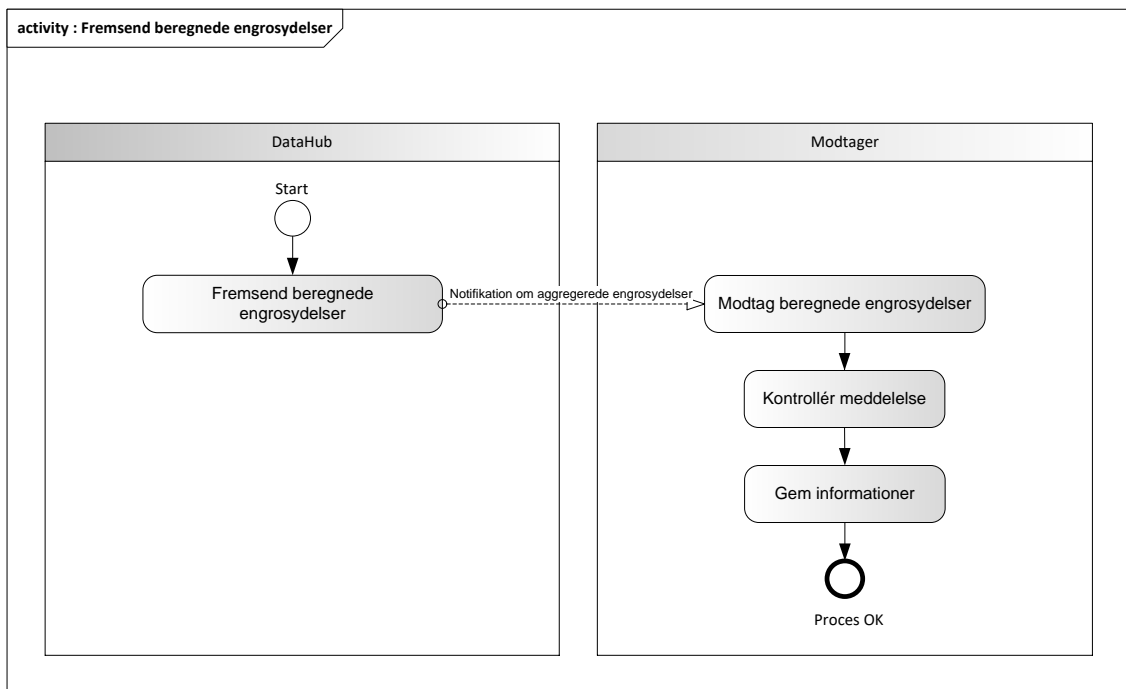 activity : Fremsend beregnede engrosydelser
DataHub
Modtager
Start
Fremsend beregnede
engrosydelser
Notifikation om aggregerede engrosydelser
Modtag beregnede engrosydelser
Kontrollér meddelelse
Gem informationer
Proces OK